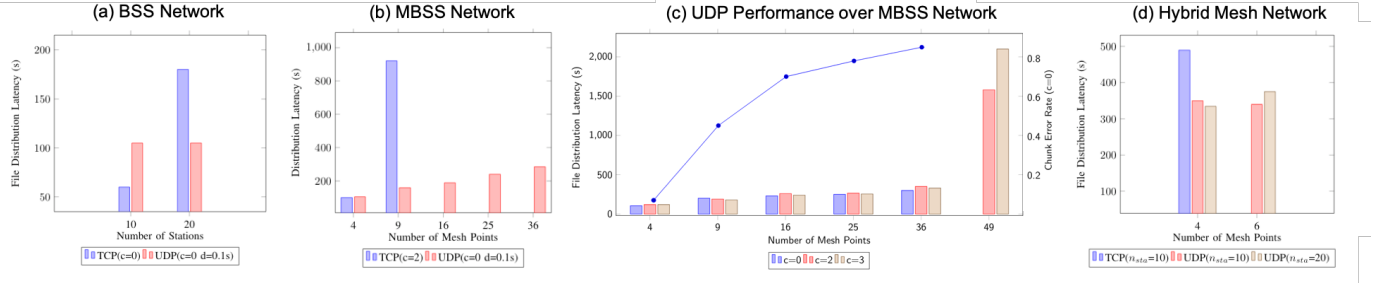 (a) BSS Network
200
150
100
50
File Distribution Latency (s)
10 20
Number of Stations
TCP(c=0) UDP(c=0 d=0.1s)
(b) MBSS Network
1,000
800
600
400
200
Distribution Latency (s)
4 9 16 25 36
Number of Mesh Points
TCP(c=2) UDP(c=0 d=0.1s)
(c) UDP Performance over MBSS Network
2,000
1,500
1,000
500
0
File Distribution Latency (s)
0.8
0.6
0.4
0.2
Chunk Error Rate (c=0)
4 9 16 25 36 49
Number of Mesh Points
c=0 c=2 c=3
(d) Hybrid Mesh Network
500
400
300
200
100
File Distribution Latency (s)
4 6
Number of Mesh Points
TCP(nsta=10) UDP(nsta=10) UDP(nsta=20)